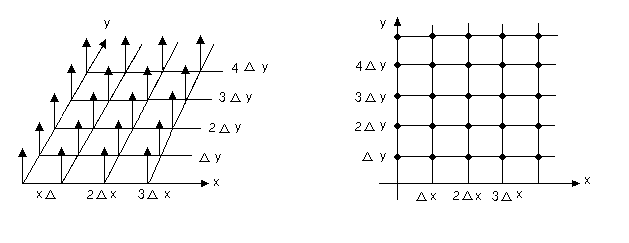 y
4 △ y
3 △ y
2 △ y
△ y
x
x △
2 △ x
3 △ x
y
4 △ y
3 △ y
2 △ y
△ y
x
△ x
2 △ x
3 △ x